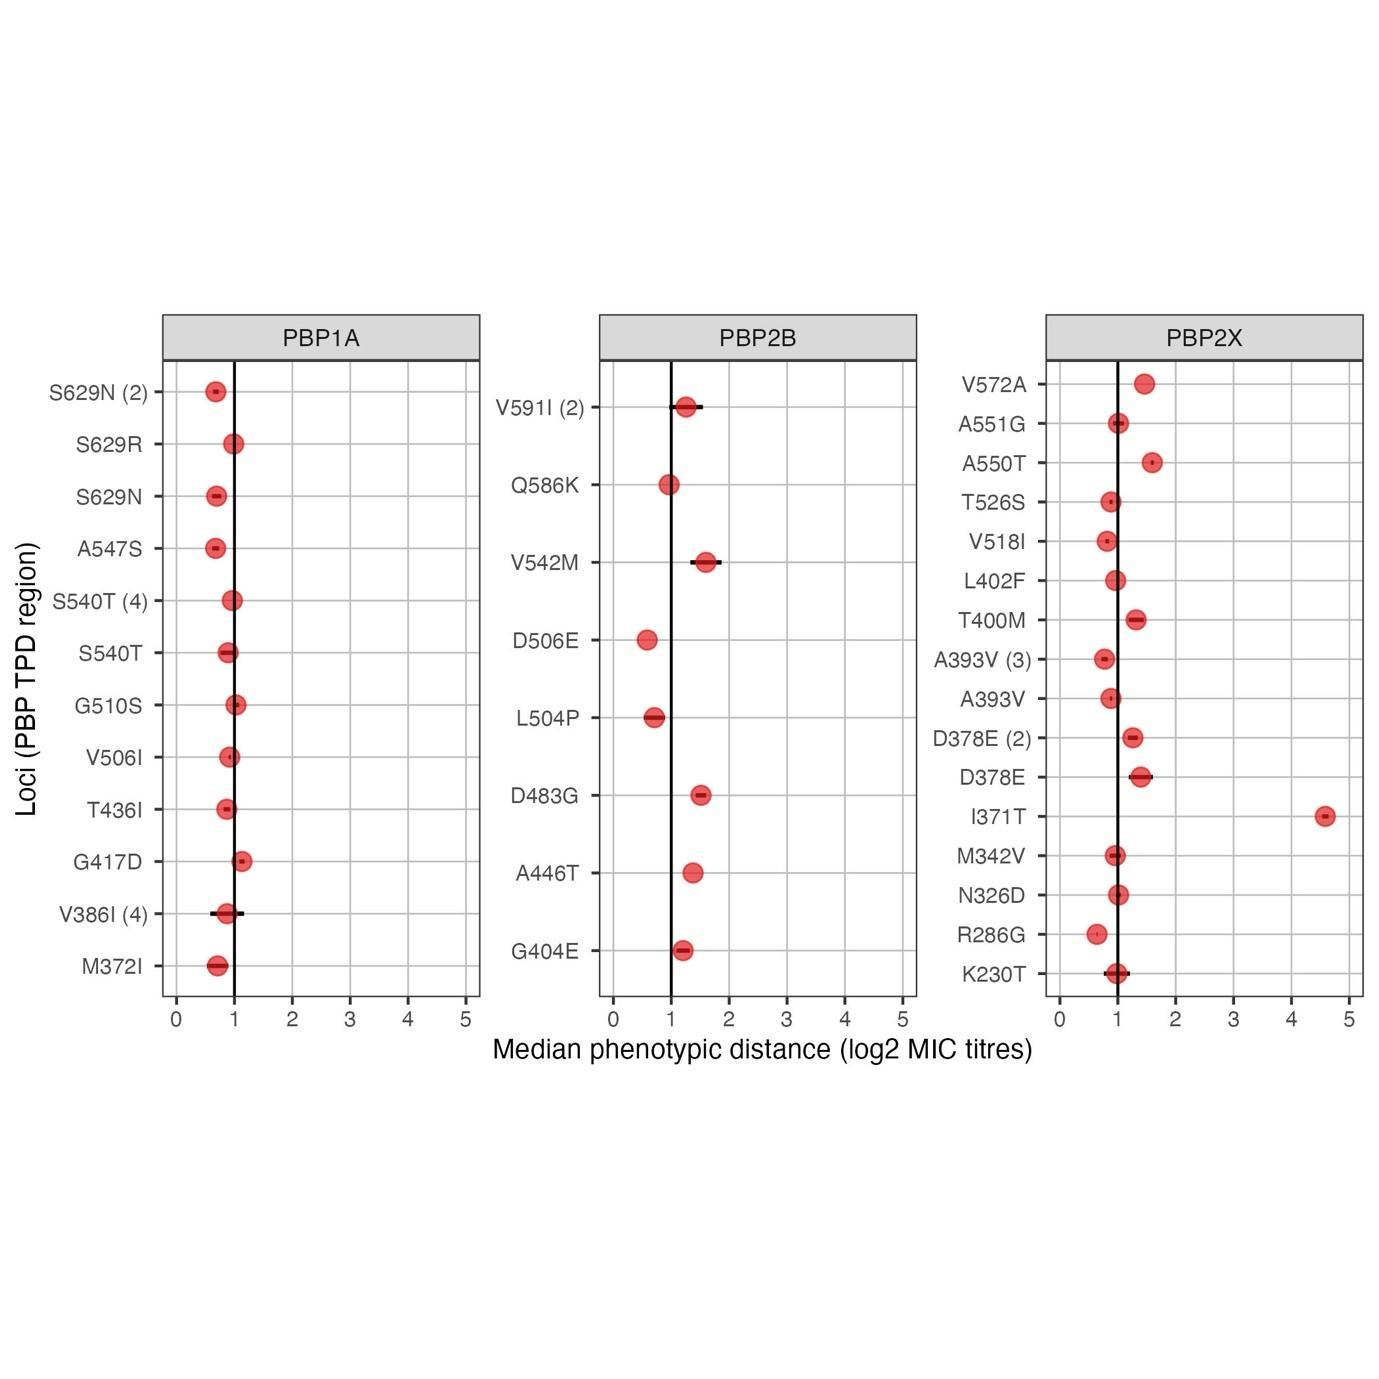 PBP1A
PBP2B
PBP2X
Loci (PBP TPD region)
S629N (2)
S629R
S629N
A547S
S540T (4)
S540T
G510S
V506I
T436I
G417D
V386I (4)
M372I
0 1 2 3 4 5
V591I (2)
Q586K
V542M
D506E
L504P
D483G
A446T
G404E
0 1 2 3 4 5
V572A
A551G
A550T
T526S
V518I
L402F
T400M
A393V (3)
A393V
D378E (2)
D378E
I371T
M342V
N326D
R286G
K230T
0 1 2 3 4 5
Median phenotypic distance (log2 MIC titres)